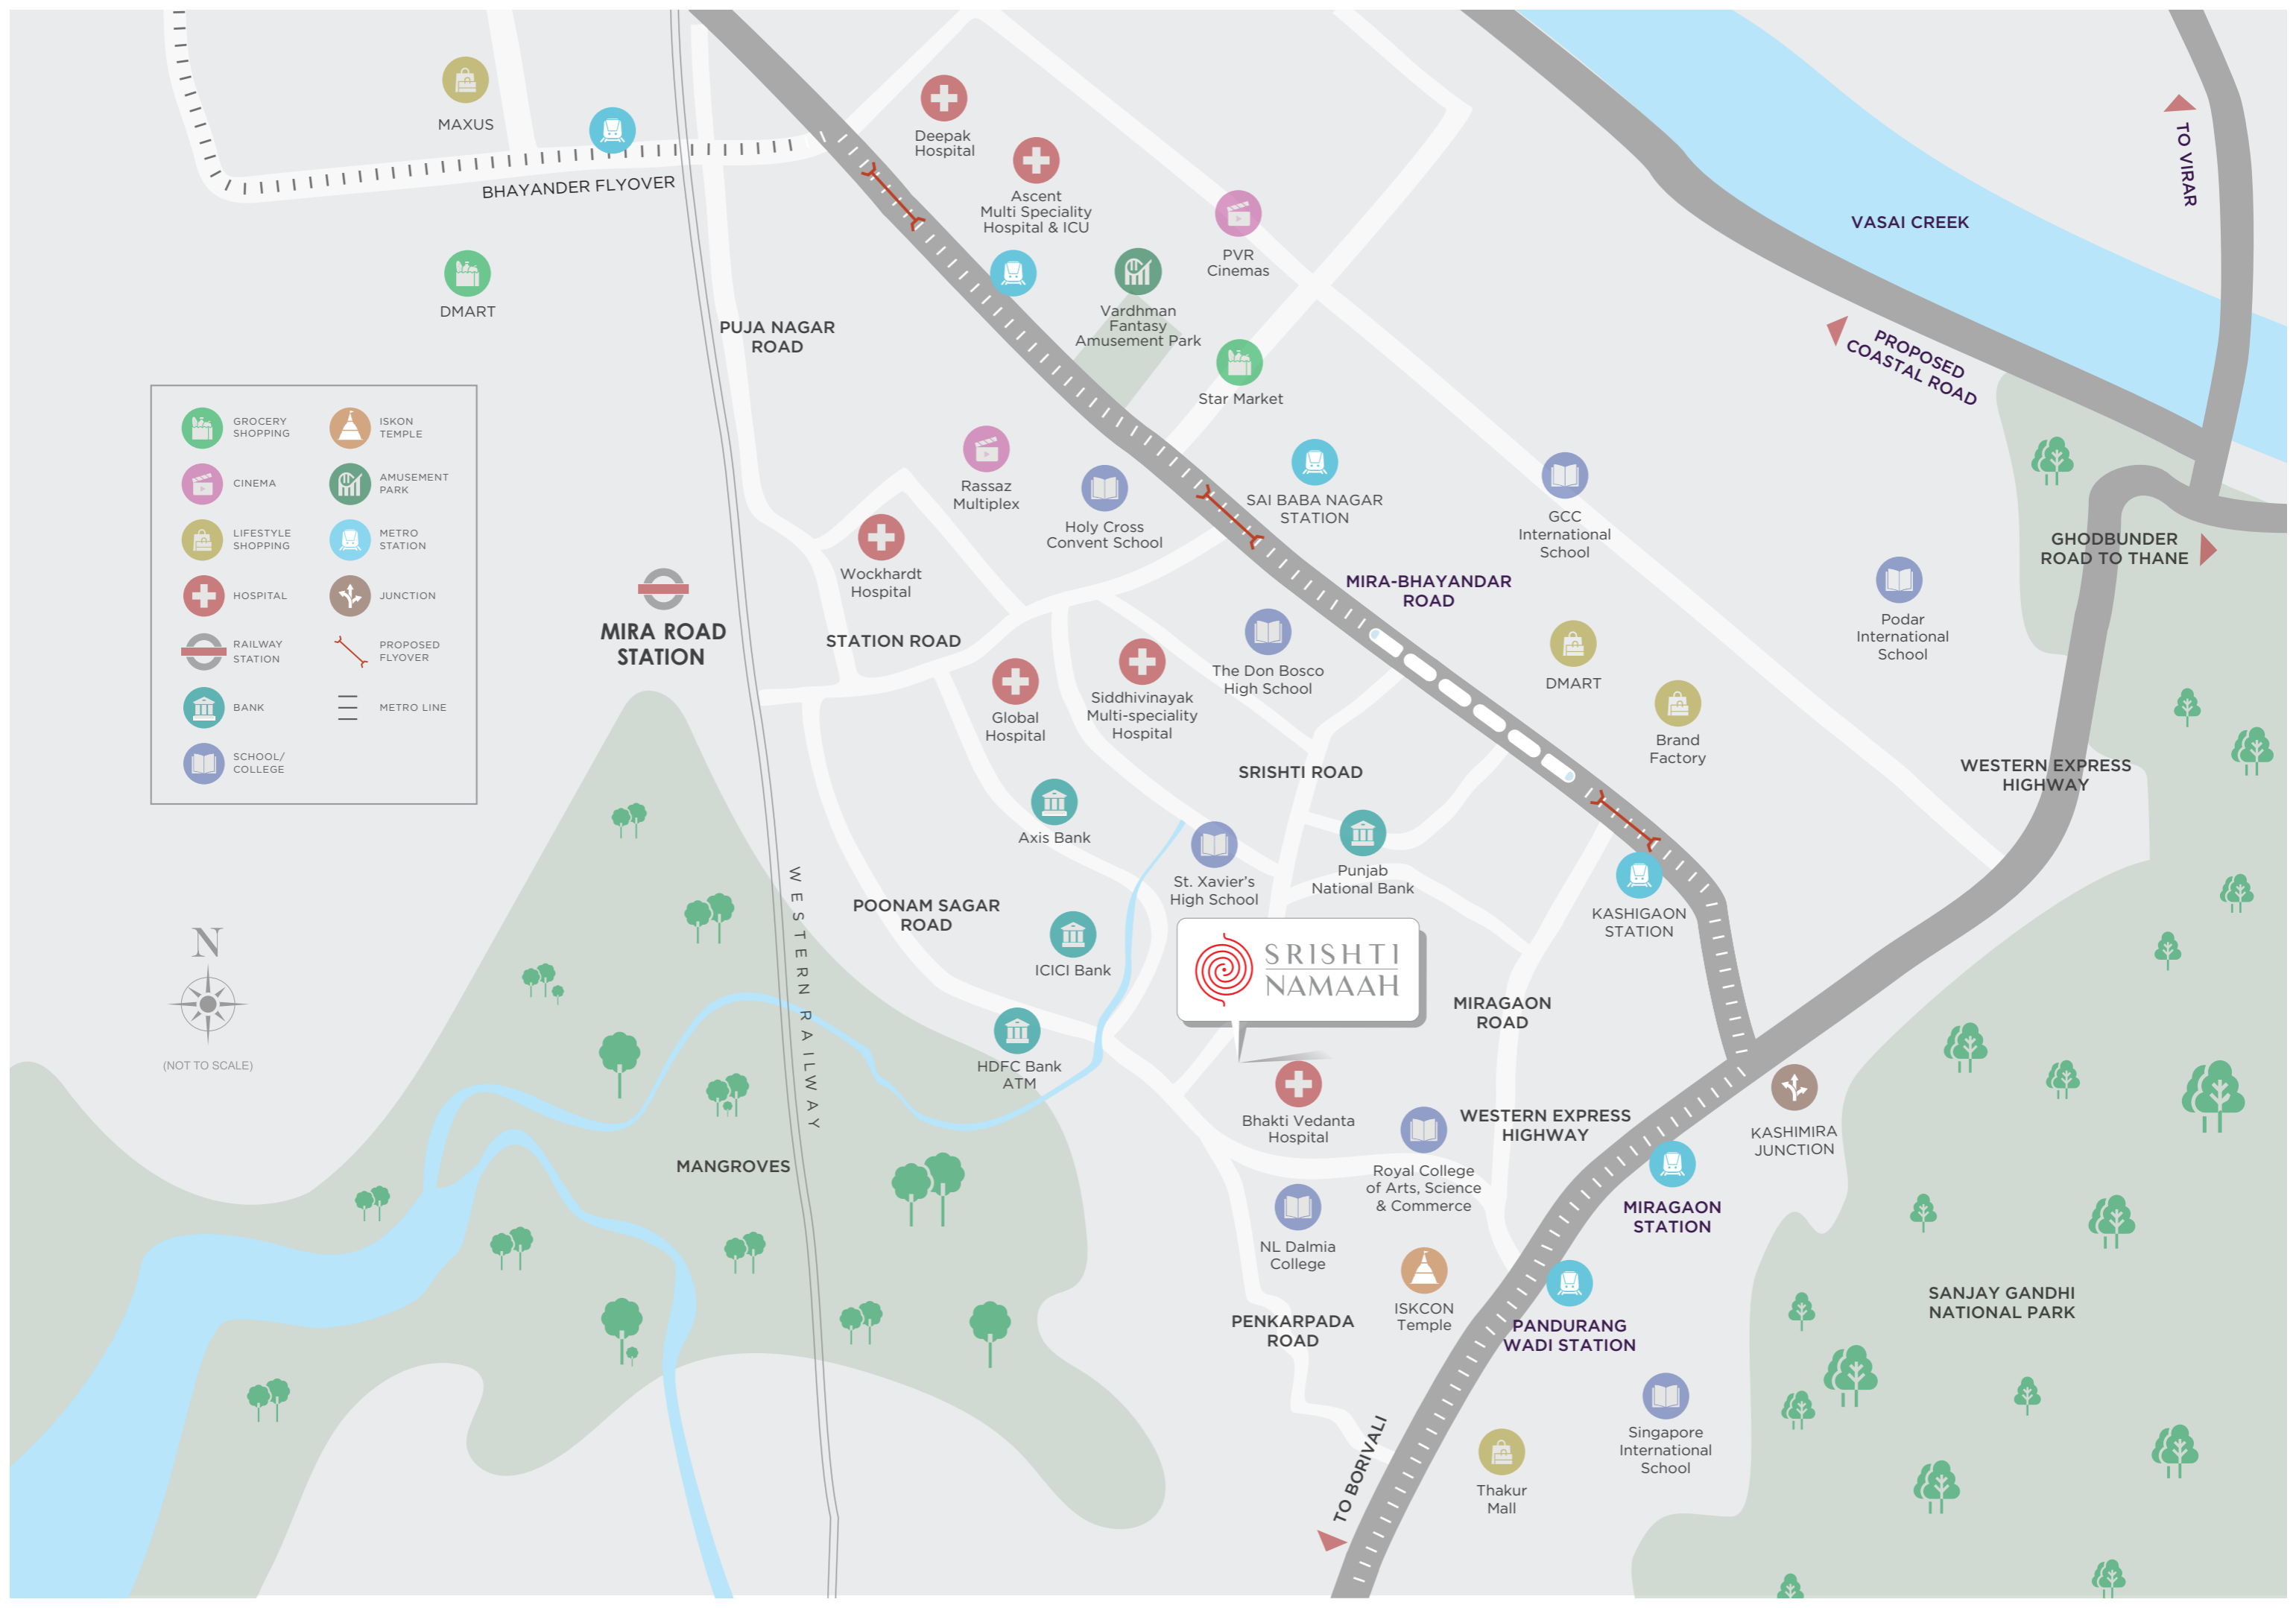 MAXUS
BHAYANDER FLYOVER
DMART
Deepak
Hospital
Ascent
Multi Speciality
Hospital & ICU
PVR
Cinemas
Vardhman
Fantasy
Amusement Park
Star Market
VASAI CREEK
TO VIRAR
PROPOSED
COASTAL ROAD
PUJA NAGAR
ROAD
GROCERY
SHOPPING
ISKON
TEMPLE
CINEMA
AMUSEMENT
PARK
LIFESTYLE
SHOPPING
METRO
STATION
HOSPITAL
JUNCTION
RAILWAY
STATION
PROPOSED
FLYOVER
BANK
METRO LINE
SCHOOL/
COLLEGE
Rassaz
Multiplex
Holy Cross
Convent School
SAI BABA NAGAR
STATION
GCC
International
School
GHODBUNDER
ROAD TO THANE
Wockhardt
Hospital
MIRA-BHAYANDAR
ROAD
Podar
International
School
MIRA ROAD
STATION
STATION ROAD
Global
Hospital
Siddhivinayak
Multi-speciality
Hospital
The Don Bosco
High School
DMART
Brand
Factory
SRISHTI ROAD
WESTERN EXPRESS
HIGHWAY
Axis Bank
St. Xavier's
High School
Punjab
National Bank
KASHIGAON
STATION
POONAM SAGAR
ROAD
WESTERN RAILWAY
ICICI Bank
SRISHTI
NAMAAH
N
(NOT TO SCALE)
MIRAGAON
ROAD
HDFC Bank
ATM
Bhakti Vedanta
Hospital
WESTERN EXPRESS
HIGHWAY
KASHIMIRA
JUNCTION
MANGROVES
Royal College
of Arts, Science
& Commerce
MIRAGAON
STATION
NL Dalmia
College
ISKCON
Temple
PENKARPADA
ROAD
PANDURANG
WADI STATION
SANJAY GANDHI
NATIONAL PARK
TO BORIVALI
Singapore
International
School
Thakur
Mall